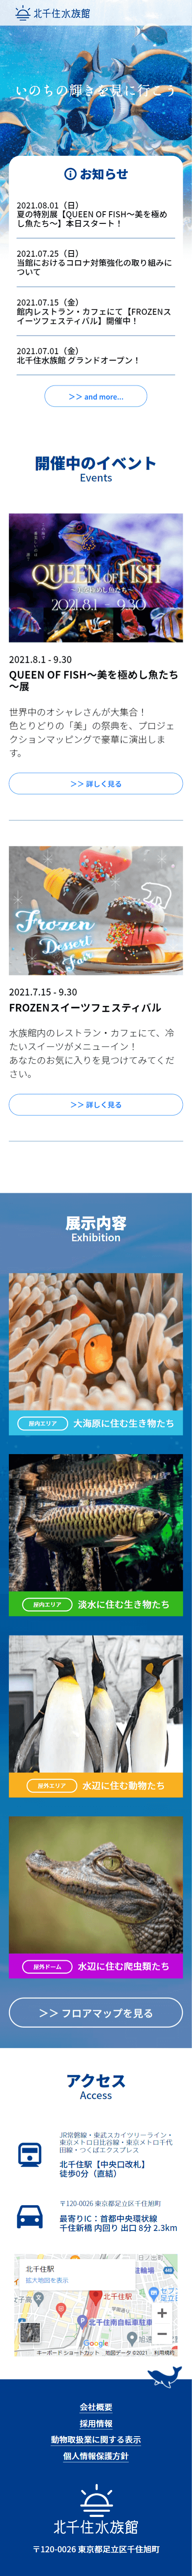 北千住水族館
いのちの輝きを見に行こう
お知らせ
2021.08.01（日）
夏の特別展【QUEEN OF FISH～美を極め
し魚たち～】本日スタート！
2021.07.25（日）
当館におけるコロナ対策強化の取り組みに
ついて
2021.07.15（金）
館内レストラン・カフェにて【FROZENス
イーツフェスティバル】開催中！
2021.07.01（金）
北千住水族館 グランドオープン！
>> and more...
開催中のイベント
Events
QUEEN OF FISH
～美を極めし魚たち～
2021.8.1 - 9.30
2021.8.1 - 9.30
QUEEN OF FISH～美を極めし魚たち
～展
世界中のオシャレさんが大集合！
色とりどりの「美」の祭典を、プロジェ
クションマッピングで豪華に演出しま
す。
>> 詳しく見る
Frozen
Dessert
Fair
2021.7.15 - 9.30
FROZENスイーツフェスティバル
水族館内のレストラン・カフェにて、冷
たいスイーツがメニューイン！
あなたのお気に入りを見つけてみてくだ
さい。
>> 詳しく見る
展示内容
Exhibition
屋内エリア 大海原に住む生き物たち
屋内エリア 淡水に住む生き物たち
屋外エリア 水辺に住む動物たち
屋外ドーム 水辺に住む爬虫類たち
>> フロアマップを見る
アクセス
Access
JR常磐線・東武スカイツリーライン・
東京メトロ日比谷線・東京メトロ千代
田線・つくばエクスプレス
北千住駅【中央口改札】
徒歩0分（直結）
〒120-0026 東京都足立区千住旭町
最寄りIC：首都中央環状線
千住新橋 内回り 出口 8分 2.3km
北千住駅
拡大地図を表示
北千住駅
Google
キーボード ショートカット 地図データ ©2021 利用規約
会社概要
採用情報
動物取扱業に関する表示
個人情報保護方針
北千住水族館
〒120-0026 東京都足立区千住旭町